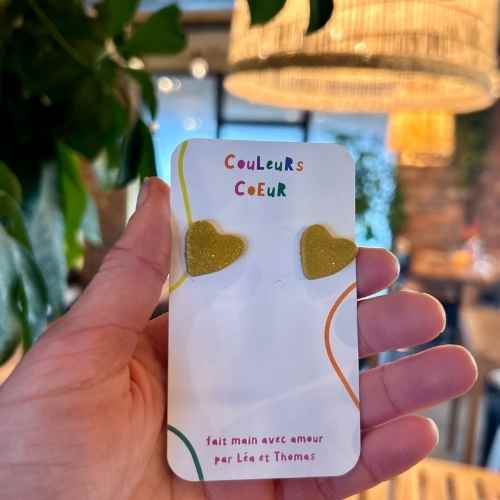 CouLeuRs
CoEuR
fait main avec amour
par Léa et Thomas